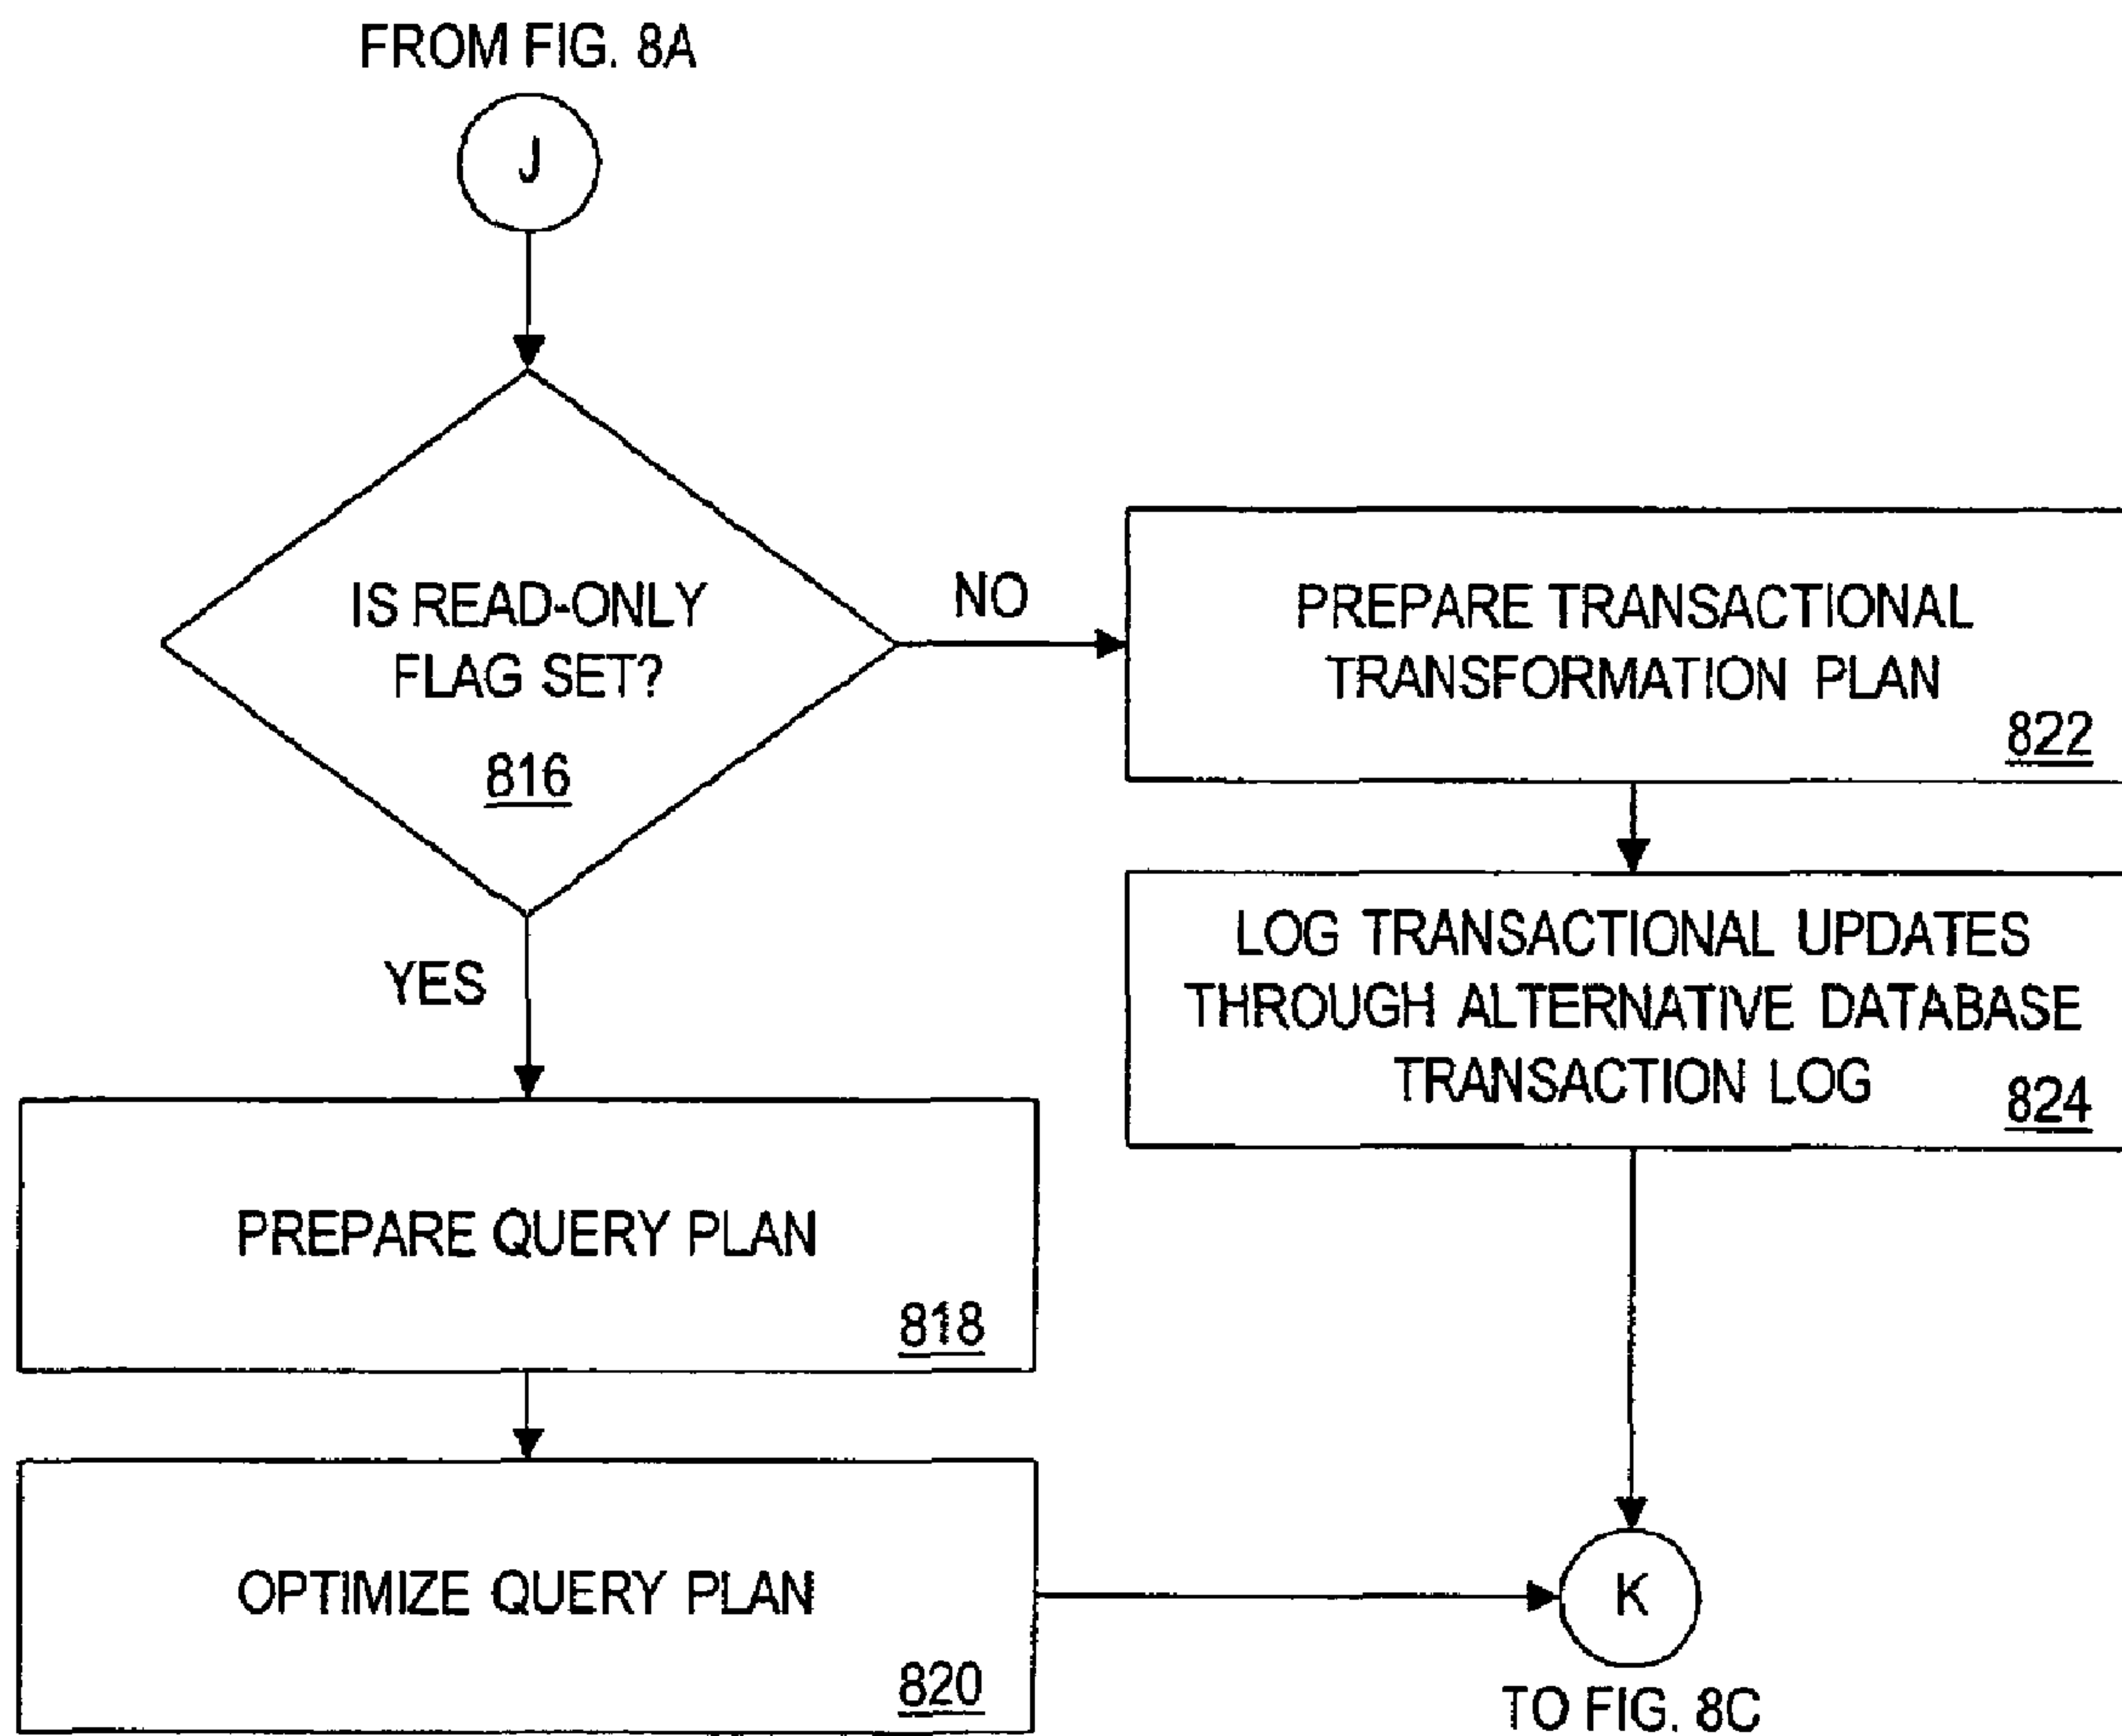 FROM FIG. 8A
J
IS READ-ONLY
FLAG SET?
816
NO
PREPARE TRANSACTIONAL
TRANSFORMATION PLAN
822
LOG TRANSACTIONAL UPDATES
THROUGH ALTERNATIVE DATABASE
TRANSACTION LOG
824
YES
PREPARE QUERY PLAN
818
OPTIMIZE QUERY PLAN
820
K
TO FIG. 8C